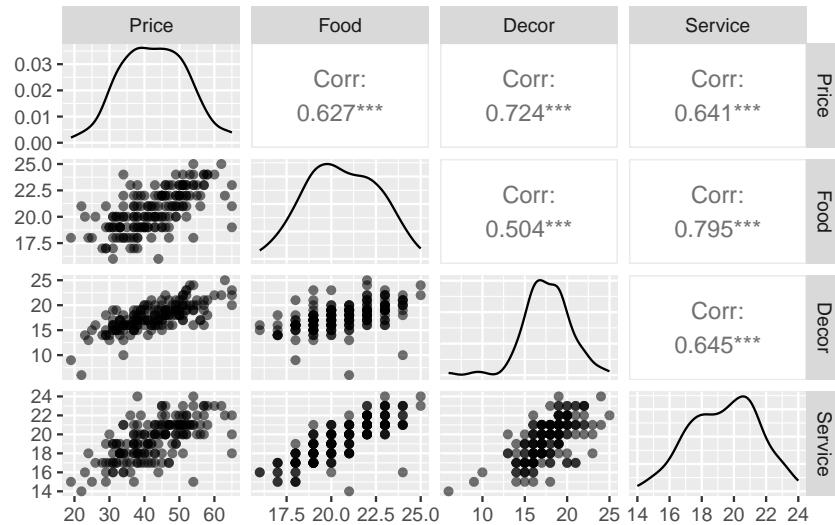 Price Food Decor Service
0.03
0.02
0.01
0.00
Corr:
0.627***
Corr:
0.724***
Corr:
0.641***
Price
25.0
22.5
20.0
17.5
Corr:
0.504***
Corr:
0.795***
Food
25
20
15
10
Corr:
0.645***
Decor
24
22
20
18
16
14
Service
20 30 40 50 60
17.5 20.0 22.5 25.0
10 15 20 25
14 16 18 20 22 24